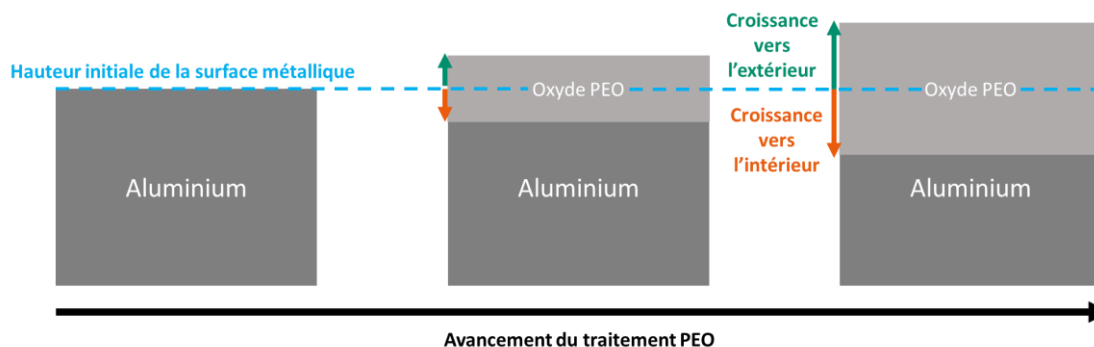 Croissance
vers
l'extérieur
Hauteur initiale de la surface métallique
Oxyde PEO
Oxyde PEO
Croissance
vers
l'intérieur
Aluminium
Aluminium
Aluminium
Avancement du traitement PEO